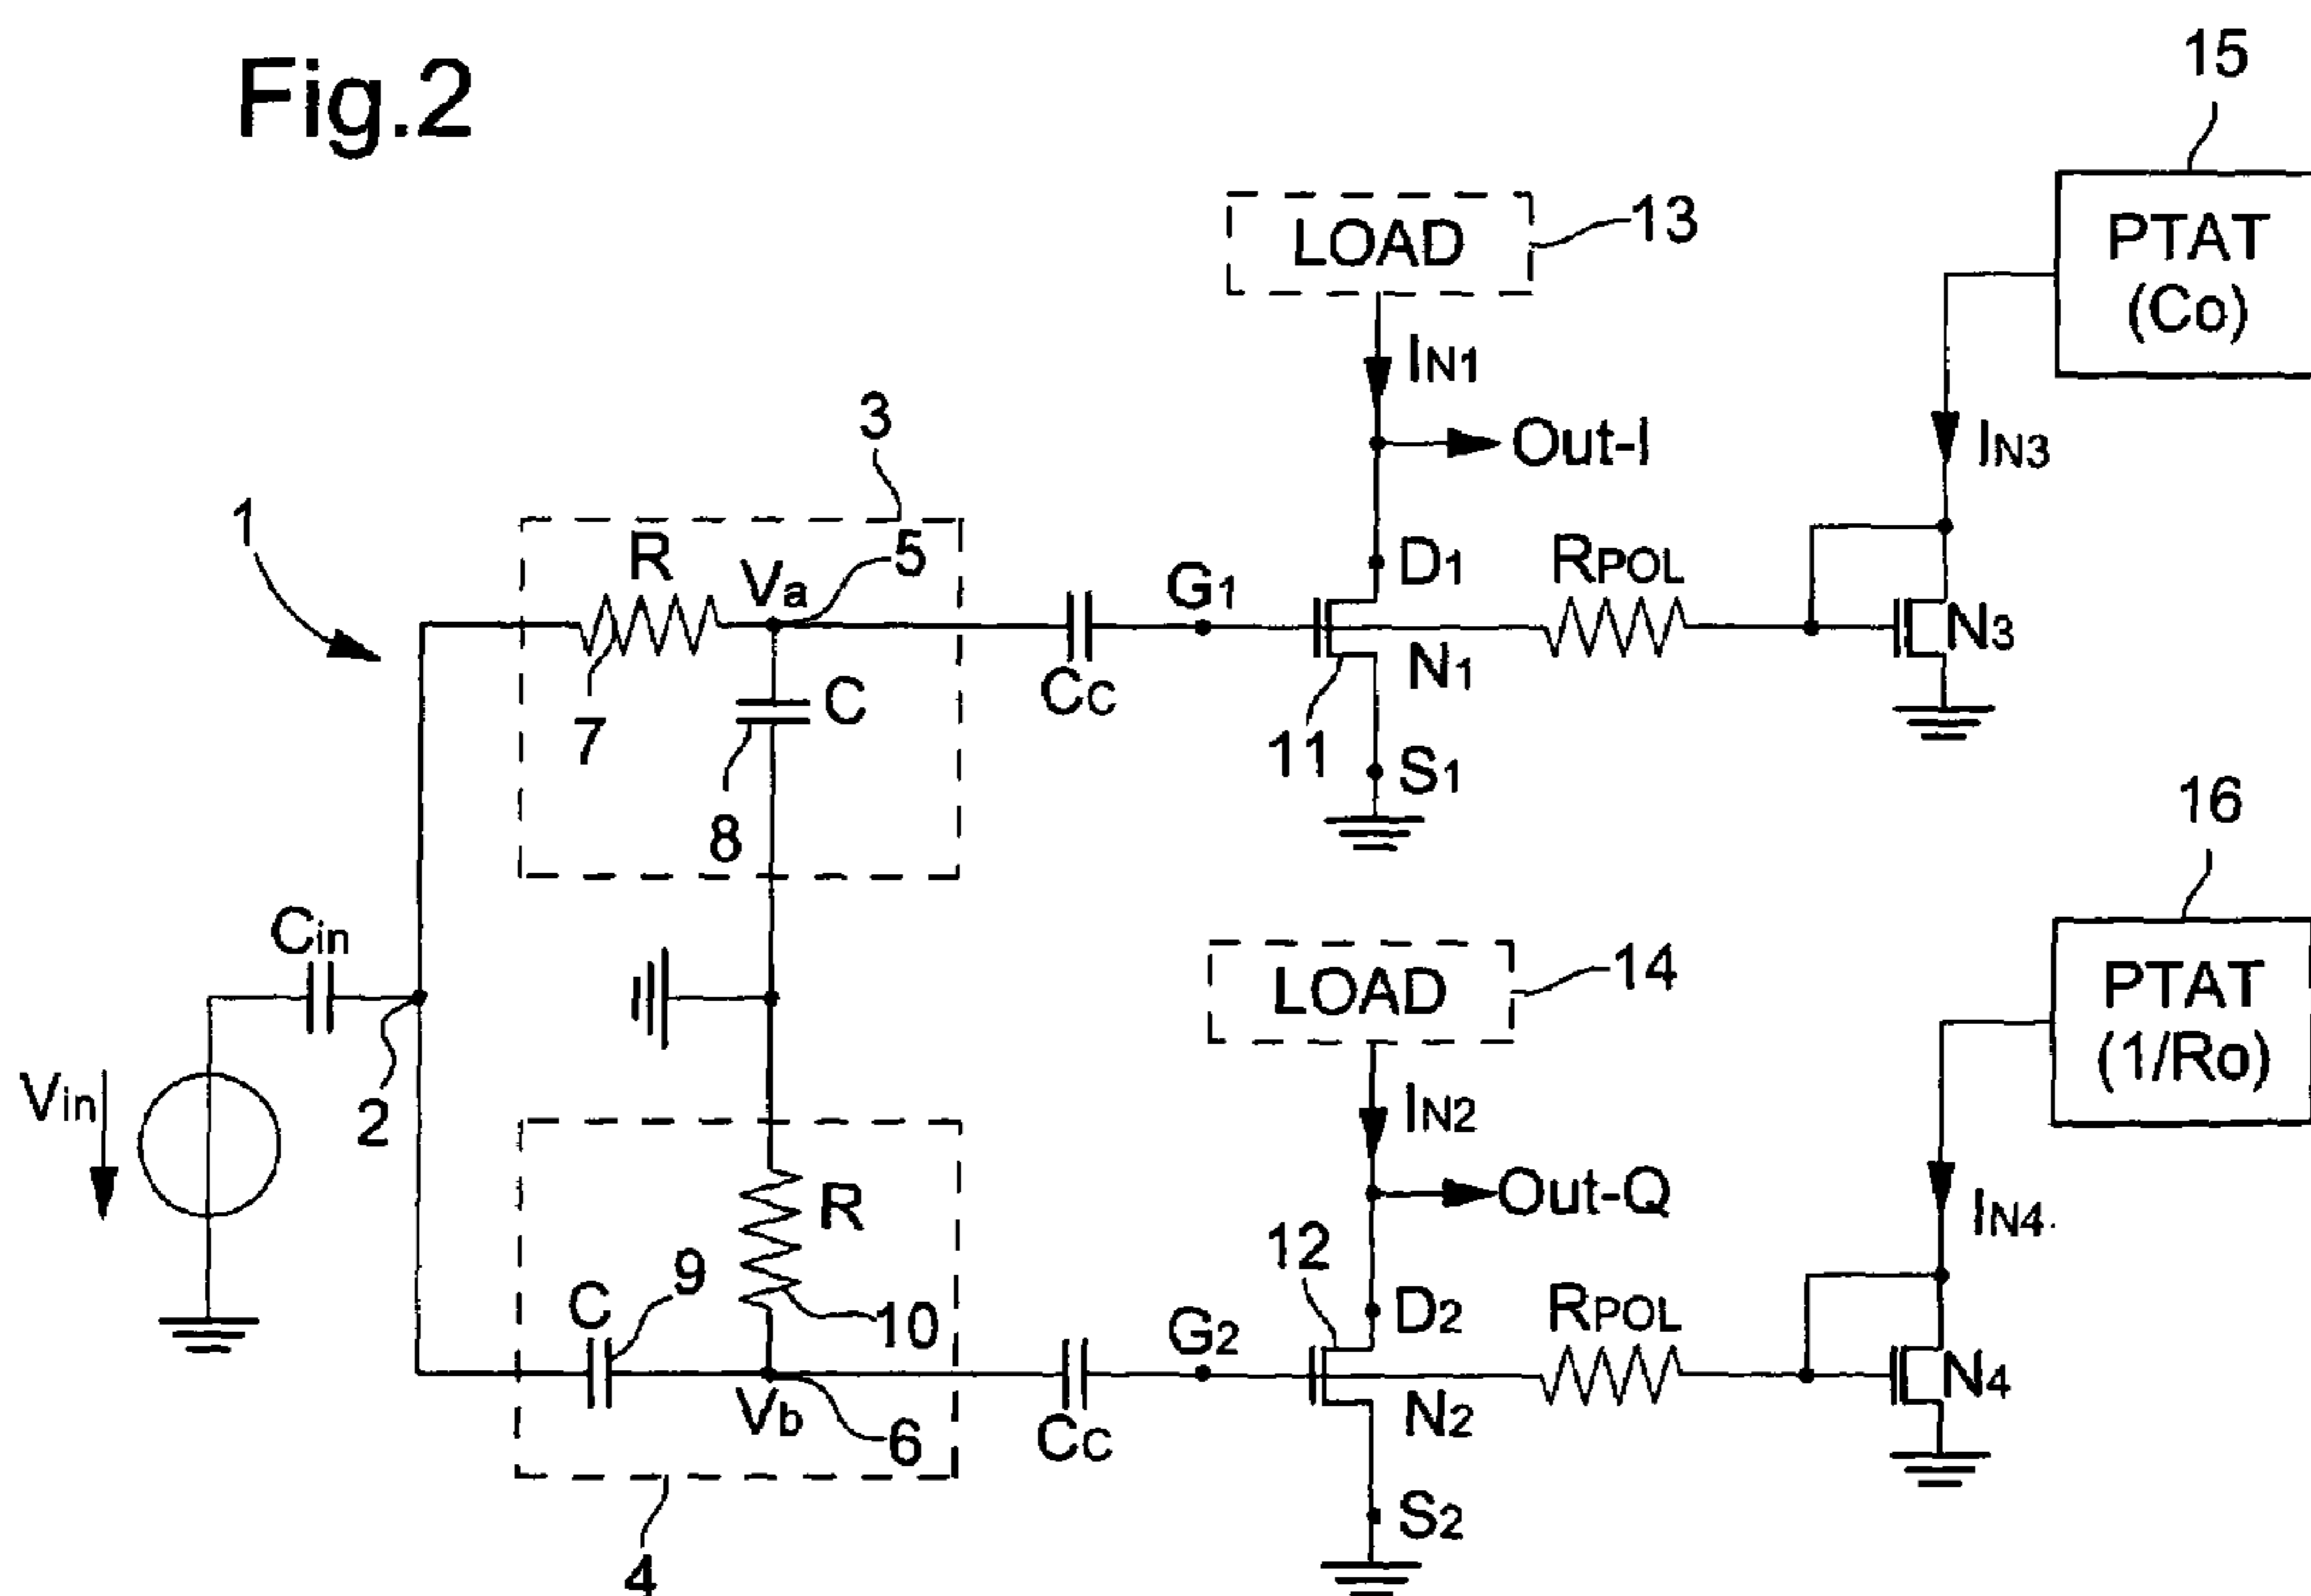 Fig.2
15
PTAT
(Co)
LOAD
13
IN1
Out-I
IN3
3
1
R
Va
5
G1
D1
RPOL
N3
7
C
Cc
N1
11
S1
8
16
Cin
LOAD
14
PTAT
(1/Ro)
Vin
2
IN2
Out-Q
IN4
R
12
C
9
10
G2
D2
RPOL
N4
Vb
6
Cc
N2
S2
4